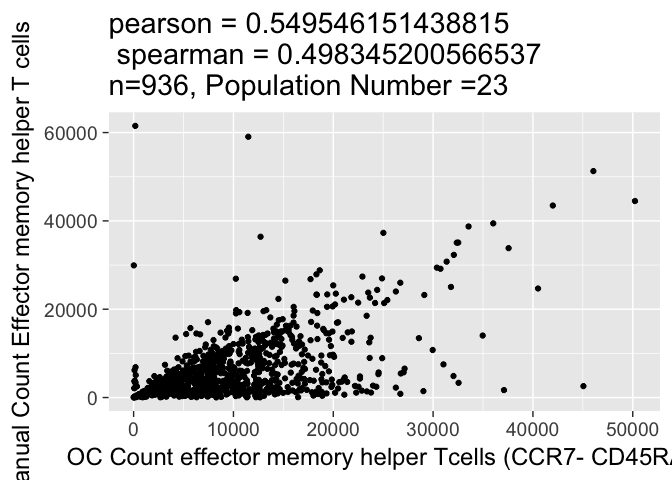 pearson = 0.549546151438815
spearman = 0.498345200566537
n=936, Population Number =23
anual Count Effector memory helper T cells
60000
40000
20000
0
0
10000
20000
30000
40000
50000
OC Count effector memory helper Tcells (CCR7- CD45RA